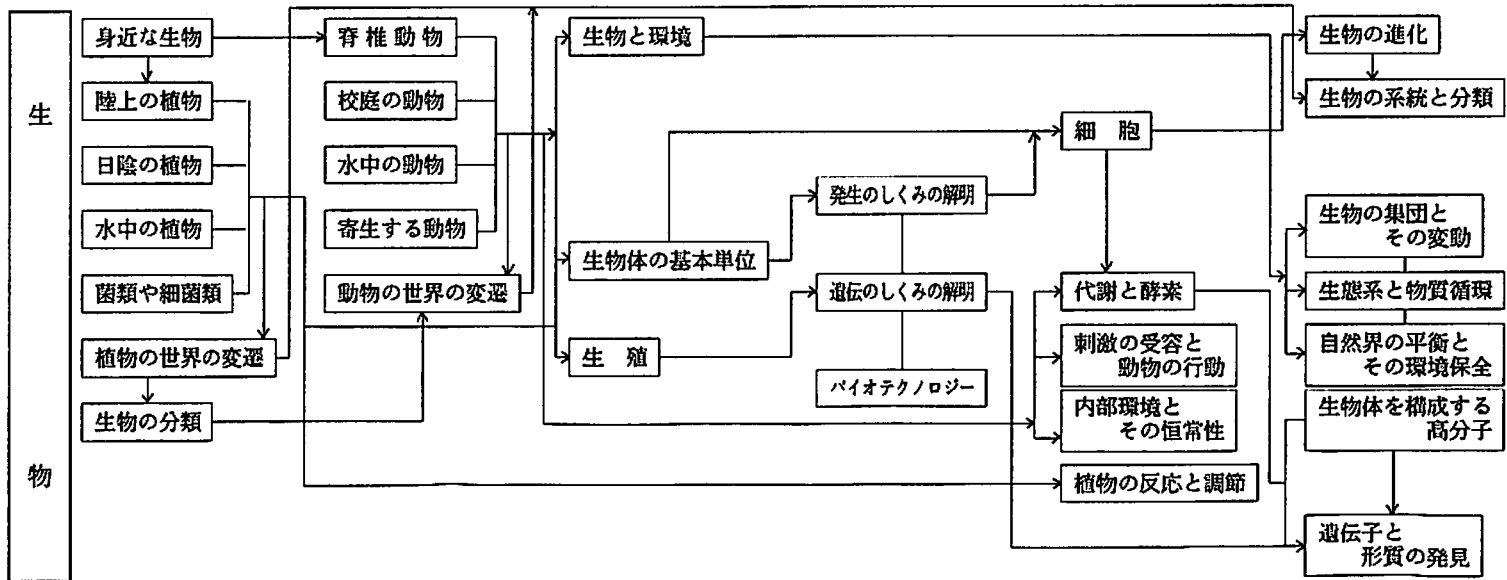 生
物
身近な生物
陸上の植物
日陰の植物
水中の植物
菌類や細菌類
植物の世界の変遷
生物の分類
脊椎動物
校庭の動物
水中の動物
寄生する動物
動物の世界の変遷
生物と環境
生物体の基本単位
生殖
発生のしくみの解明
遺伝のしくみの解明
バイオテクノロジー
細胞
代謝と酵素
刺激の受容と
動物の行動
内部環境と
その恒常性
植物の反応と調節
生物の進化
生物の系統と分類
生物の集団と
その変動
生態系と物質循環
自然界の平衡と
その環境保全
生物体を構成する
高分子
遺伝子と
形質の発見